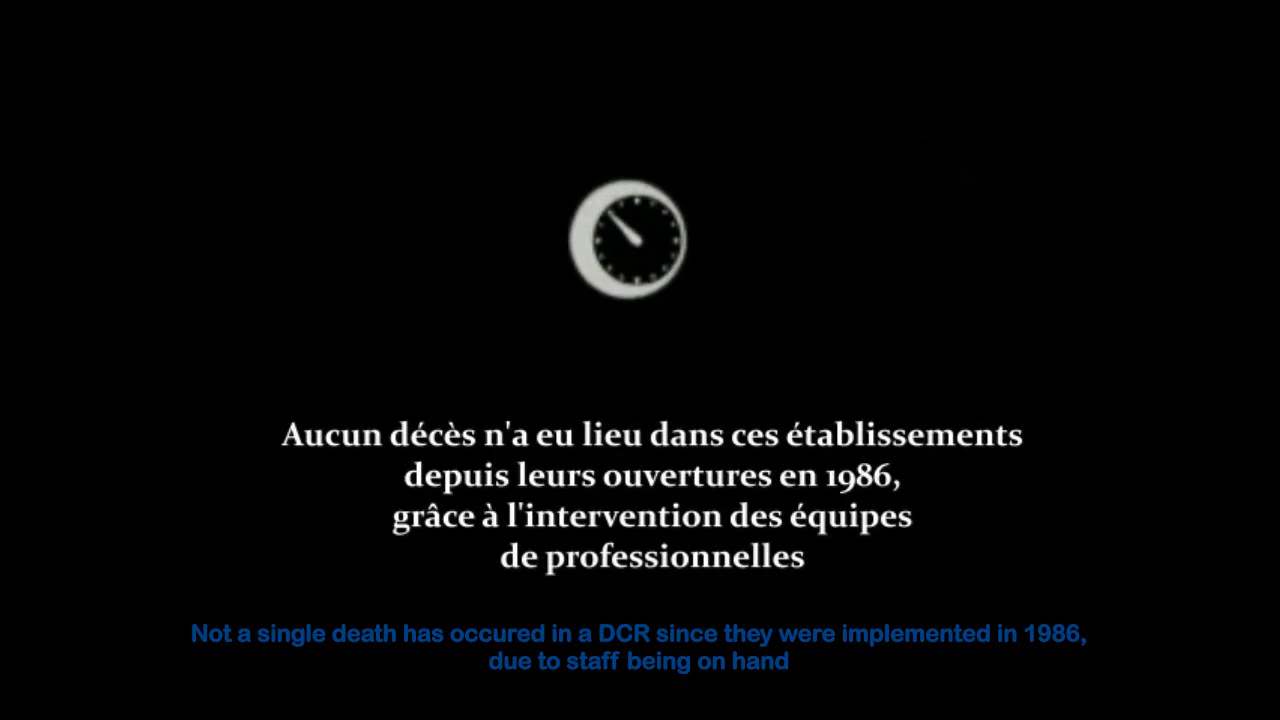 Aucun décès n'a eu lieu dans ces établissements
depuis leurs ouvertures en 1986,
grâce à l'intervention des équipes
de professionnelles
Not a single death has occured in a DCR since they were implemented in 1986,
due to staff being on hand